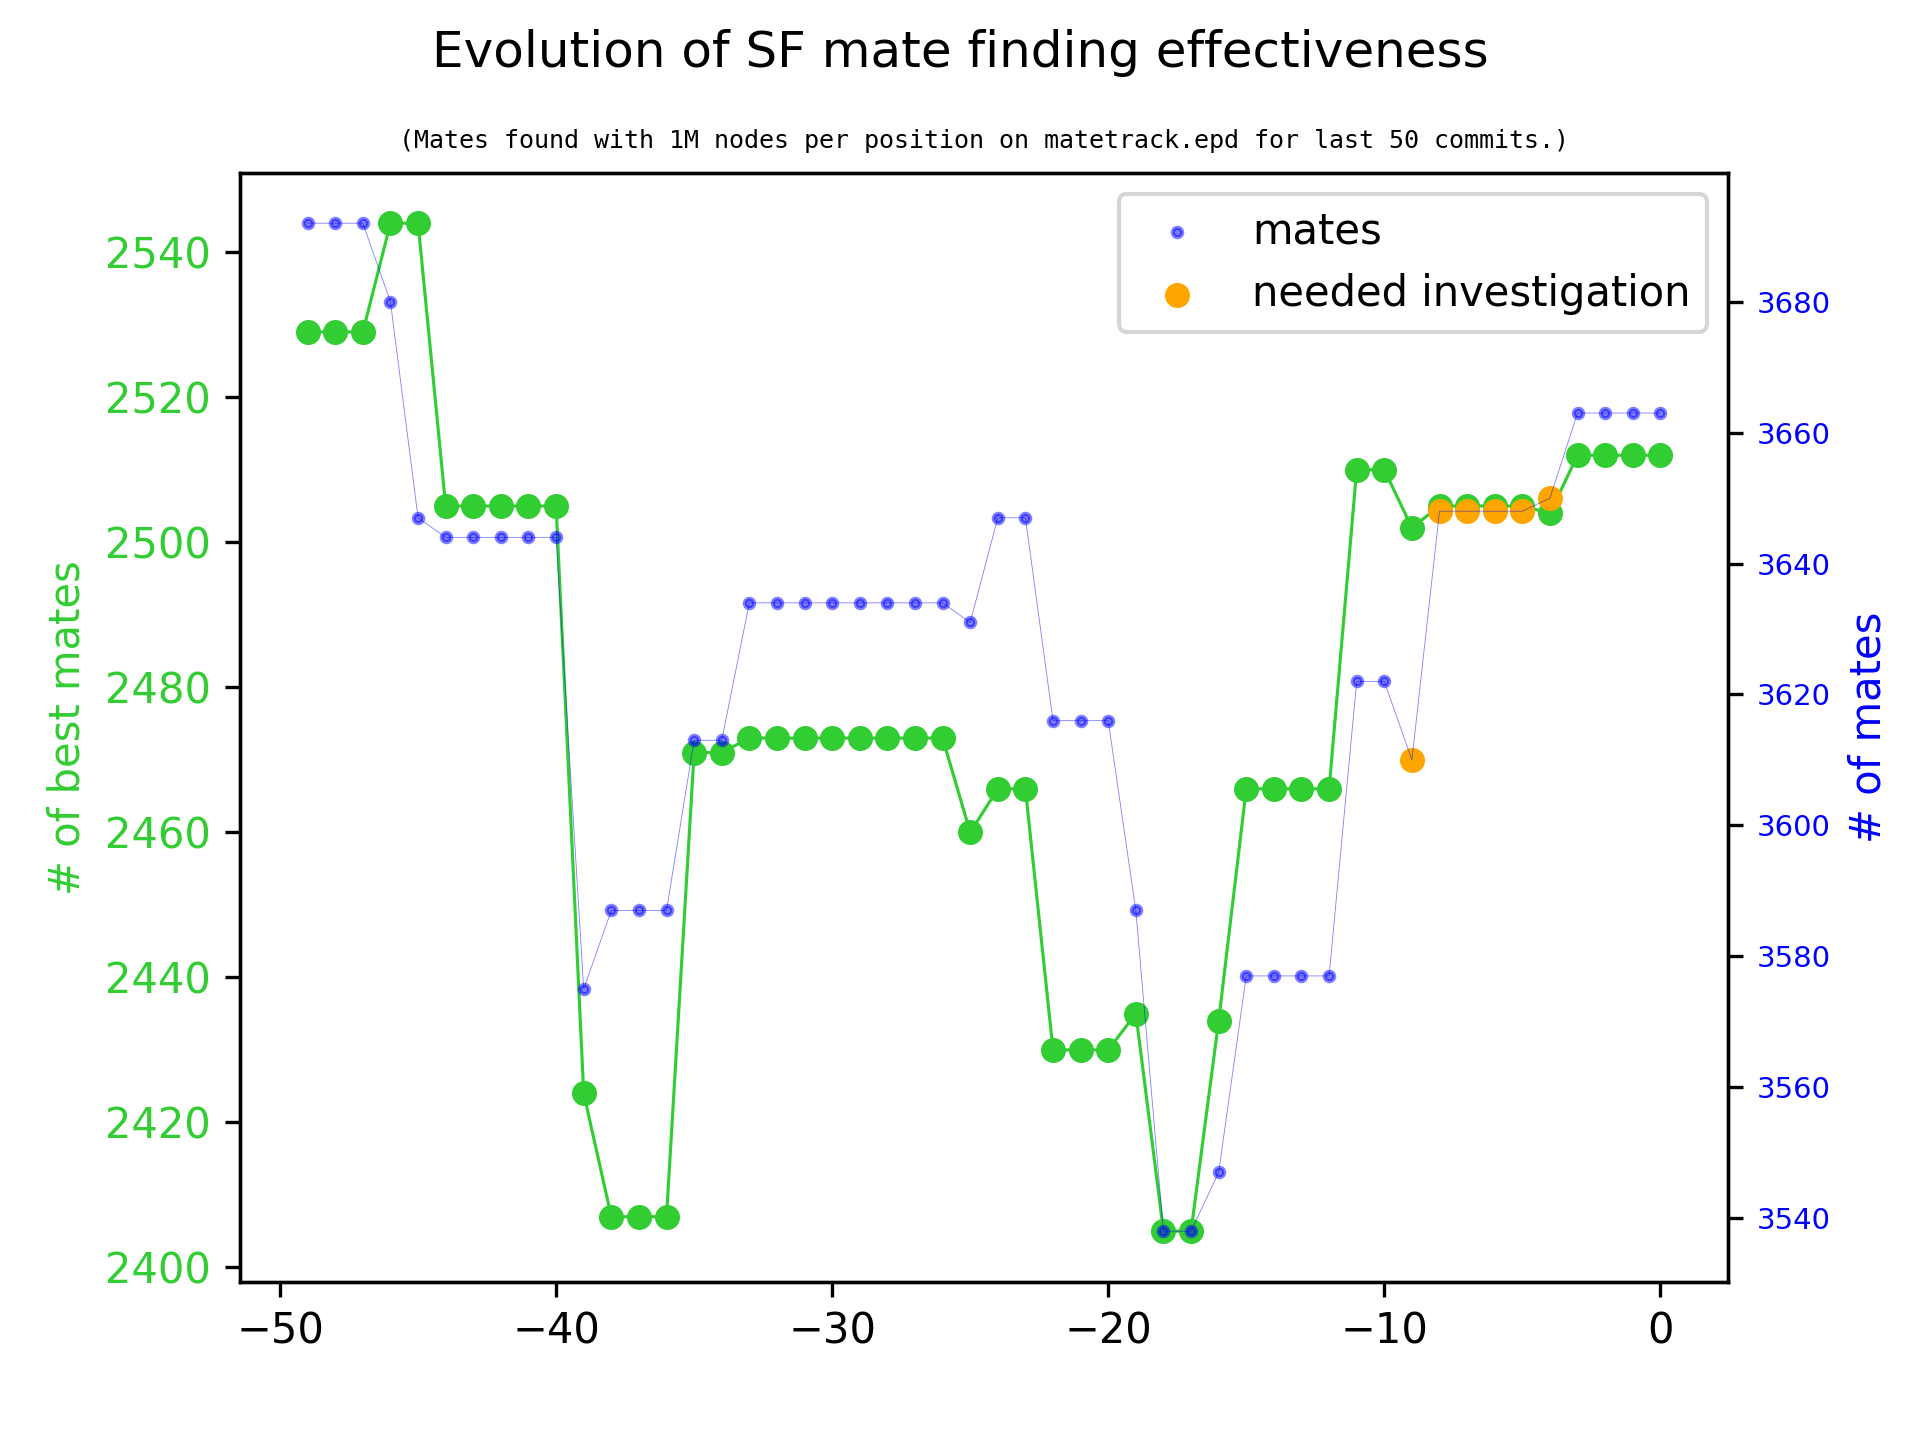 Evolution of SF mate finding effectiveness
(Mates found with 1M nodes per position on matetrack.epd for last 50 commits.)
mates
needed investigation
# of best mates
2540
2520
2500
2480
2460
2440
2420
2400
# of mates
3680
3660
3640
3620
3600
3580
3560
3540
−50 −40 −30 −20 −10 0